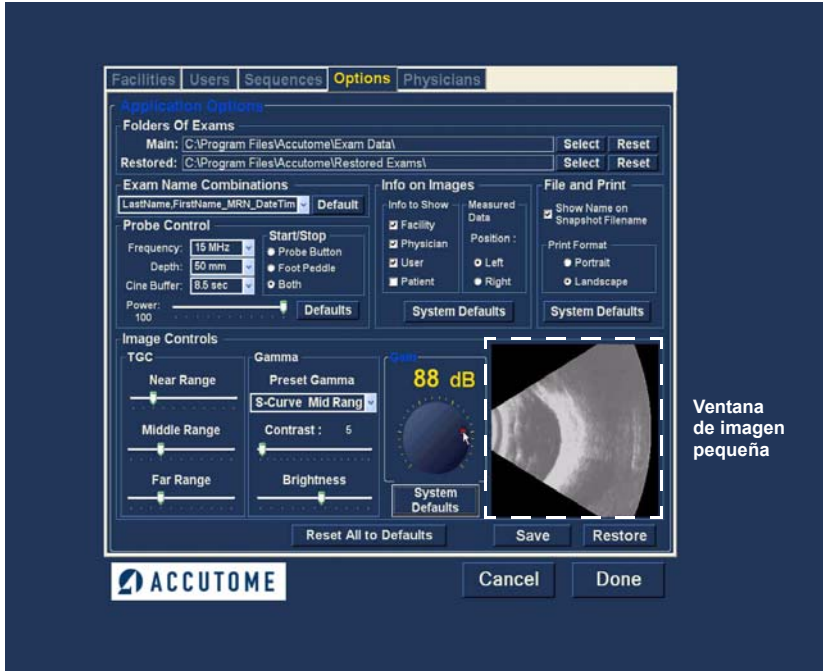 Facilities Users Sequences Options Physicians
Application Options
Folders Of Exams
Main: C:\Program Files\Accutome\Exam Data\ Select Reset
Restored: C:\Program Files\Accutome\Restored Exams\ Select Reset
Exam Name Combinations
LastName,FirstName_MRN_DateTim Default
Probe Control
Frequency: 15 MHz
Depth: 50 mm
Cine Buffer: 8.5 sec
Start/Stop
Probe Button
Foot Peddle
Both
Power:
100
Defaults
Info on Images
Info to Show
Facility
Physician
User
Patient
Measured
Data
Position :
Left
Right
System Defaults
File and Print
Show Name on
Snapshot Filename
Print Format
Portrait
Landscape
System Defaults
Image Controls
TGC
Near Range
Middle Range
Far Range
Gamma
Preset Gamma
S-Curve Mid Rang
Contrast : 5
Brightness
Gain
88 dB
System
Defaults
Ventana
de imagen
pequeña
Reset All to Defaults
Save Restore
ACCUTOME
Cancel Done